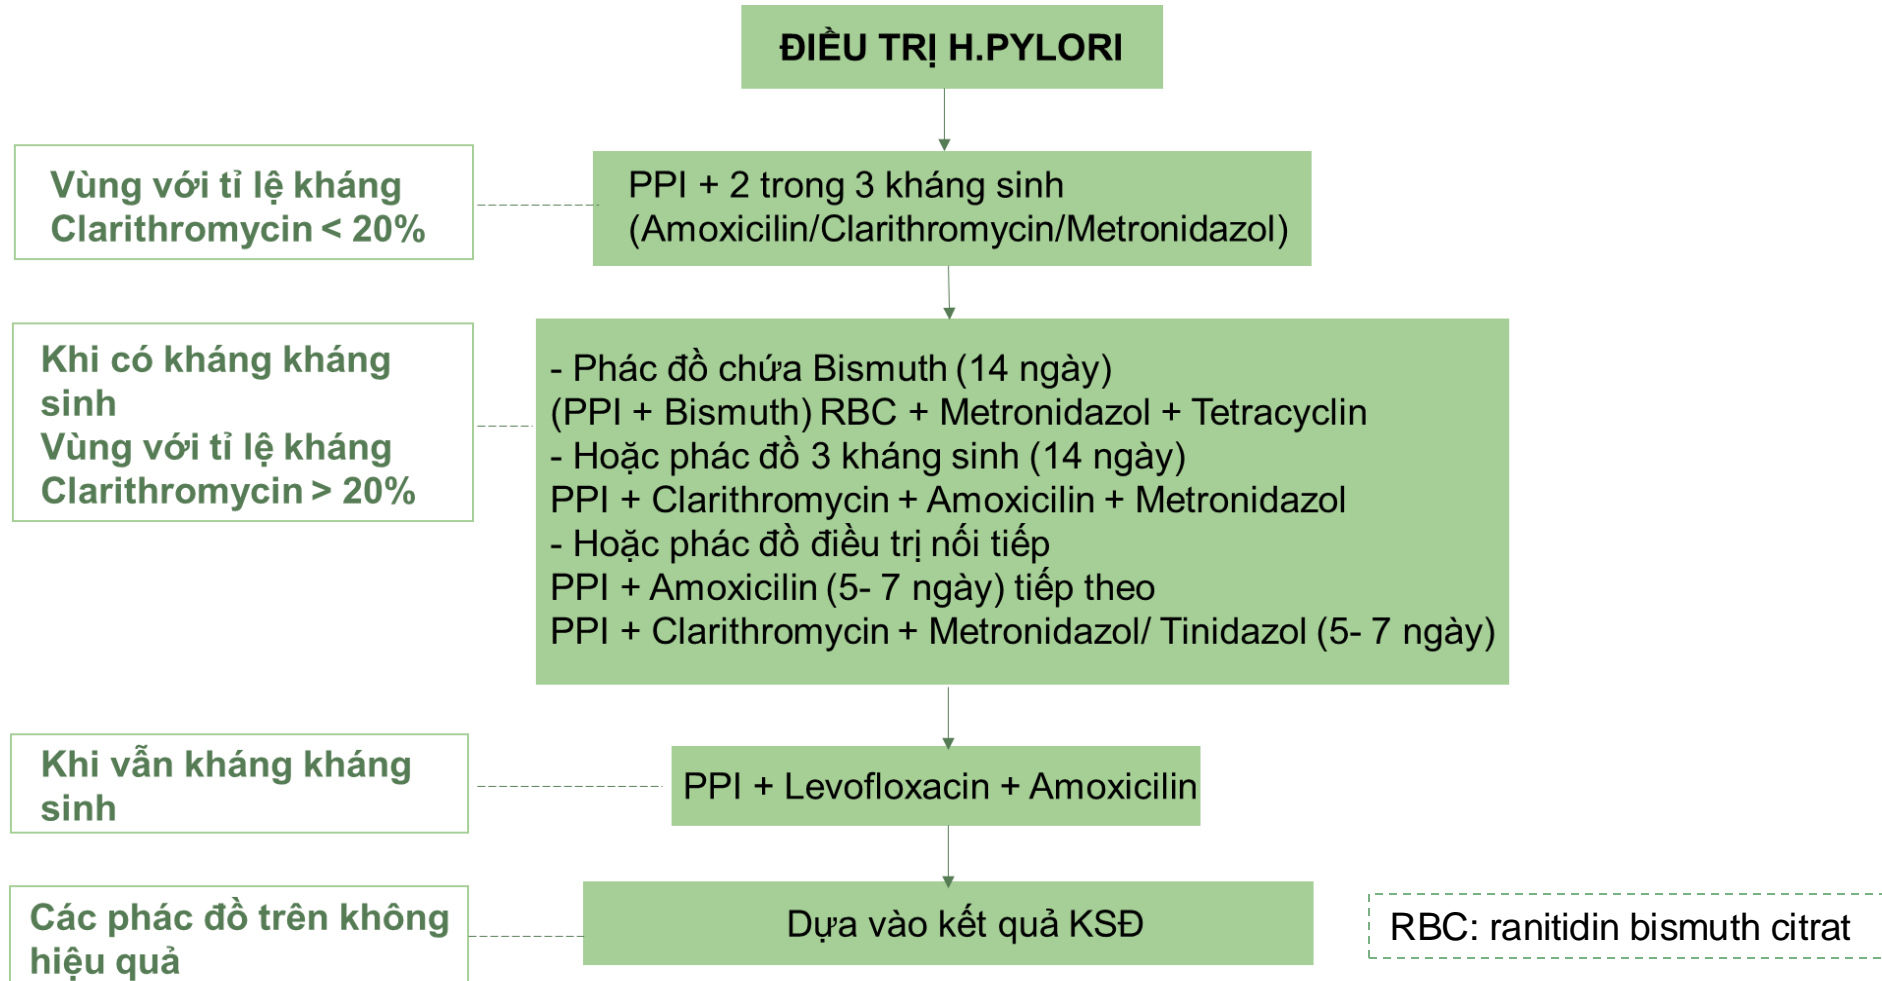 ĐIỀU TRỊ H.PYLORI
Vùng với tỉ lệ kháng
Clarithromycin < 20%
PPI + 2 trong 3 kháng sinh
(Amoxicilin/Clarithromycin/Metronidazol)
Khi có kháng kháng
sinh
Vùng với tỉ lệ kháng
Clarithromycin > 20%
- Phác đồ chứa Bismuth (14 ngày)
(PPI + Bismuth) RBC + Metronidazol + Tetracyclin
- Hoặc phác đồ 3 kháng sinh (14 ngày)
PPI + Clarithromycin + Amoxicilin + Metronidazol
- Hoặc phác đồ điều trị nối tiếp
PPI + Amoxicilin (5- 7 ngày) tiếp theo
PPI + Clarithromycin + Metronidazol/ Tinidazol (5- 7 ngày)
Khi vẫn kháng kháng
sinh
PPI + Levofloxacin + Amoxicilin
Các phác đồ trên không
hiệu quả
Dựa vào kết quả KSĐ
RBC: ranitidin bismuth citrat